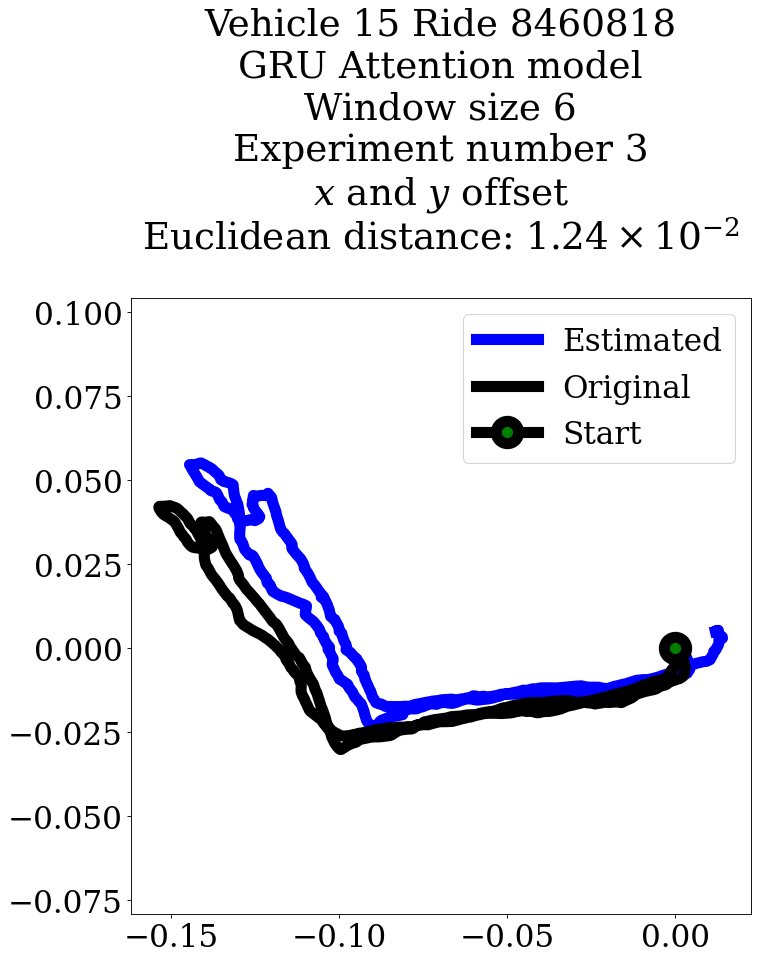 Vehicle 15 Ride 8460818
GRU Attention model
Window size 6
Experiment number 3
x and y offset
Euclidean distance: 1.24 × 10⁻²
Estimated
Original
Start
0.100
0.075
0.050
0.025
0.000
−0.025
−0.050
−0.075
−0.15 −0.10 −0.05 0.00